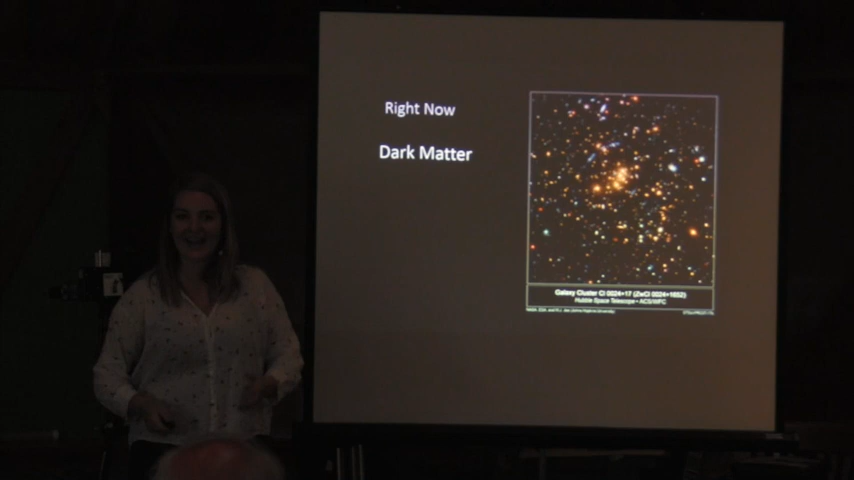 Right Now
Dark Matter
Galaxy Cluster Cl 0024+17 (ZwCl 0024+1652)
Hubble Space Telescope • ACS/WFC